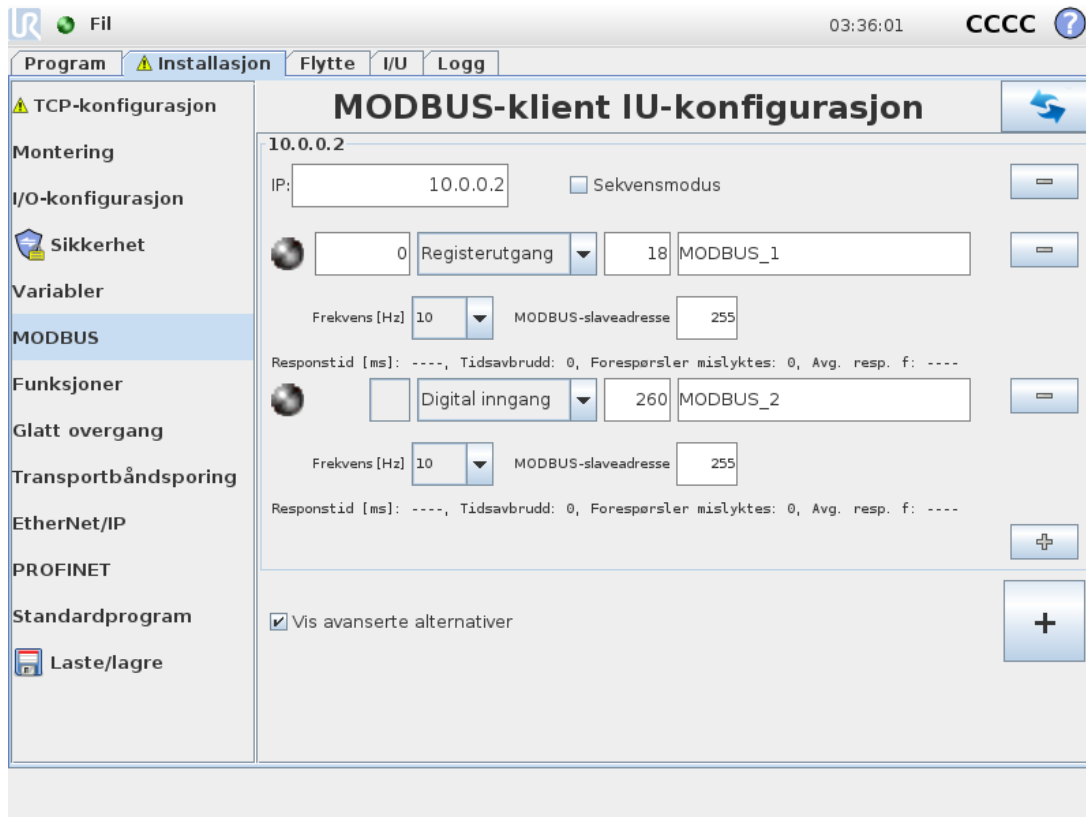 UR Fil 03:36:01 CCCC ?
Program Installasjon Flytte I/U Logg
TCP-konfigurasjon
Montering
I/O-konfigurasjon
Sikkerhet
Variabler
MODBUS
Funksjoner
Glatt overgang
Transportbåndsporing
EtherNet/IP
PROFINET
Standardprogram
Laste/lagre
MODBUS-klient IU-konfigurasjon
10.0.0.2
IP: 10.0.0.2 Sekvensmodus
0 Registerutgang 18 MODBUS_1
Frekvens [Hz] 10 MODBUS-slaveadresse 255
Responstid [ms]: ----, Tidsavbrudd: 0, Forespørsler mislyktes: 0, Avg. resp. f: ----
Digital inngang 260 MODBUS_2
Frekvens [Hz] 10 MODBUS-slaveadresse 255
Responstid [ms]: ----, Tidsavbrudd: 0, Forespørsler mislyktes: 0, Avg. resp. f: ----
Vis avanserte alternativer